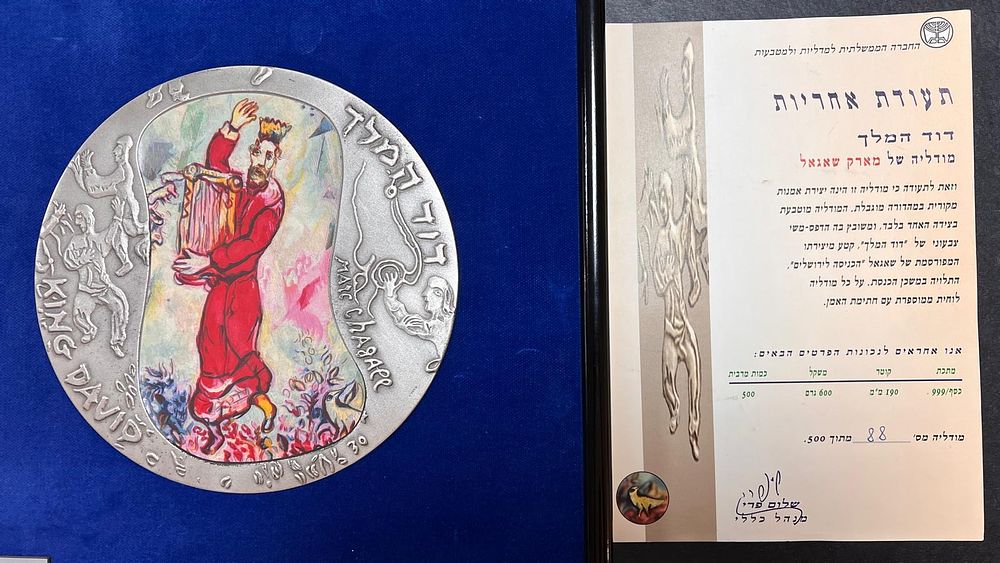 דוד המלך
Marc Chagall
KING DAVID
החברה הממשלתית למדליות ולמטבעות
תעודת אחריות
דוד המלך
מודליה של מארק שאגאל
וזאת לתעודה כי מודליה זו הינה יצירת אמנות
מקורית במהדורה מוגבלת. המודליה מוטבעת
בצידה האחד בלבד, ומשובץ בה הדפס-משי
צבעוני של "דוד המלך", קטע מיצירתו
המפורסמת של שאגאל "הכניסה לירושלים",
התלויה במשכן הכנסת. על כל מודליה
לוחית ממוספרת עם חתימת האמן.
אנו אחראים לנכונות הפרטים הבאים:
מתכת קוטר משקל כמות מרבית
כסף/999 190 מ"מ 600 גרם 500
מודליה מס' 88 מתוך 500.
שלום פרי
מנהל כללי